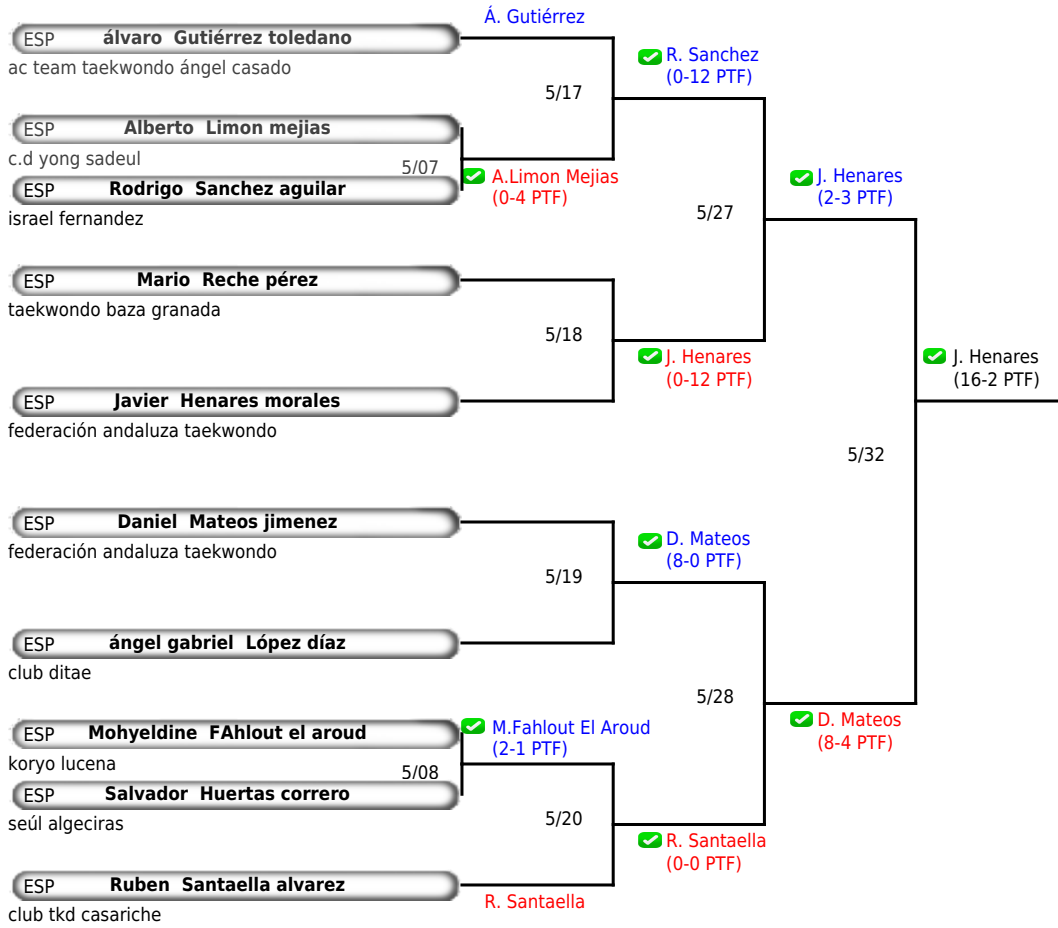 Á. Gutiérrez
ESP álvaro Gutiérrez toledano
ac team taekwondo ángel casado
R. Sanchez
(0-12 PTF)
5/17
ESP Alberto Limon mejias
c.d yong sadeul
5/07
A.Limon Mejias
(0-4 PTF)
ESP Rodrigo Sanchez aguilar
israel fernandez
J. Henares
(2-3 PTF)
5/27
ESP Mario Reche pérez
taekwondo baza granada
5/18
J. Henares
(0-12 PTF)
J. Henares
(16-2 PTF)
ESP Javier Henares morales
federación andaluza taekwondo
5/32
ESP Daniel Mateos jimenez
federación andaluza taekwondo
D. Mateos
(8-0 PTF)
5/19
ESP ángel gabriel López díaz
club ditae
5/28
D. Mateos
(8-4 PTF)
ESP Mohyeldine FAhlout el aroud
koryo lucena
M.Fahlout El Aroud
(2-1 PTF)
5/08
ESP Salvador Huertas correro
seúl algeciras
5/20
R. Santaella
(0-0 PTF)
ESP Ruben Santaella alvarez
club tkd casariche
R. Santaella